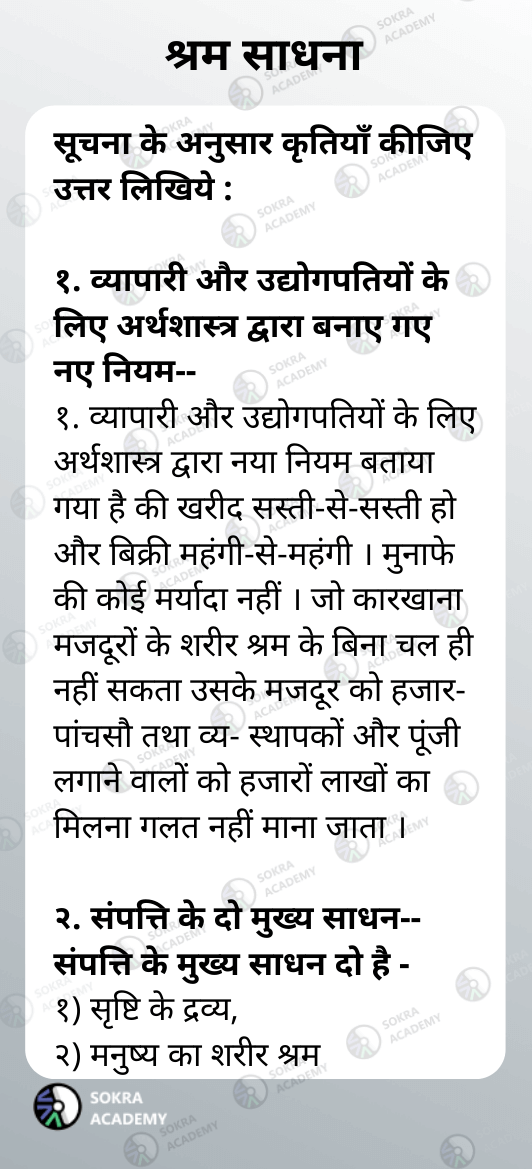 श्रम साधना
सूचना के अनुसार कृतियाँ कीजिए
उत्तर लिखिये :
१. व्यापारी और उद्योगपतियों के
लिए अर्थशास्त्र द्वारा बनाए गए
नए नियम--
१. व्यापारी और उद्योगपतियों के लिए
अर्थशास्त्र द्वारा नया नियम बताया
गया है की खरीद सस्ती-से-सस्ती हो
और बिक्री महंगी-से-महंगी । मुनाफे
की कोई मर्यादा नहीं । जो कारखाना
मजदूरों के शरीर श्रम के बिना चल ही
नहीं सकता उसके मजदूर को हजार-
पांचसौ तथा व्य- स्थापकों और पूंजी
लगाने वालों को हजारों लाखों का
मिलना गलत नहीं माना जाता ।
२. संपत्ति के दो मुख्य साधन--
संपत्ति के मुख्य साधन दो है -
१) सृष्टि के द्रव्य,
२) मनुष्य का शरीर श्रम
SOKRA
ACADEMY